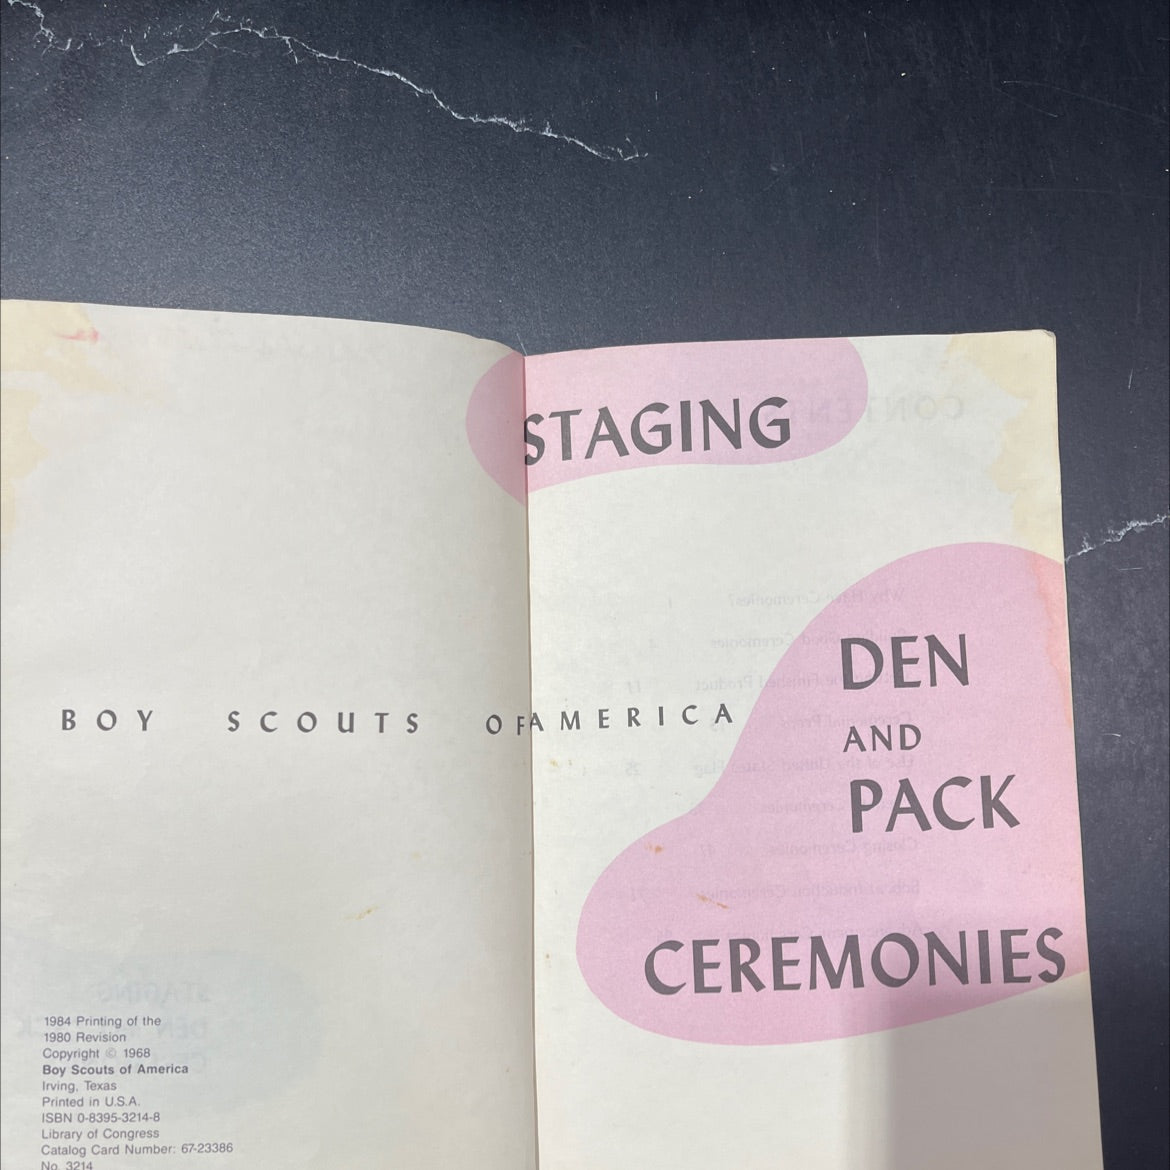 STAGING
DEN
AND
PACK
BOY SCOUTS OF AMERICA
CEREMONIES
1984 Printing of the
1980 Revision
Copyright © 1968
Boy Scouts of America
Irving, Texas
Printed in U.S.A.
ISBN 0-8395-3214-8
Library of Congress
Catalog Card Number: 67-23386
No. 3214